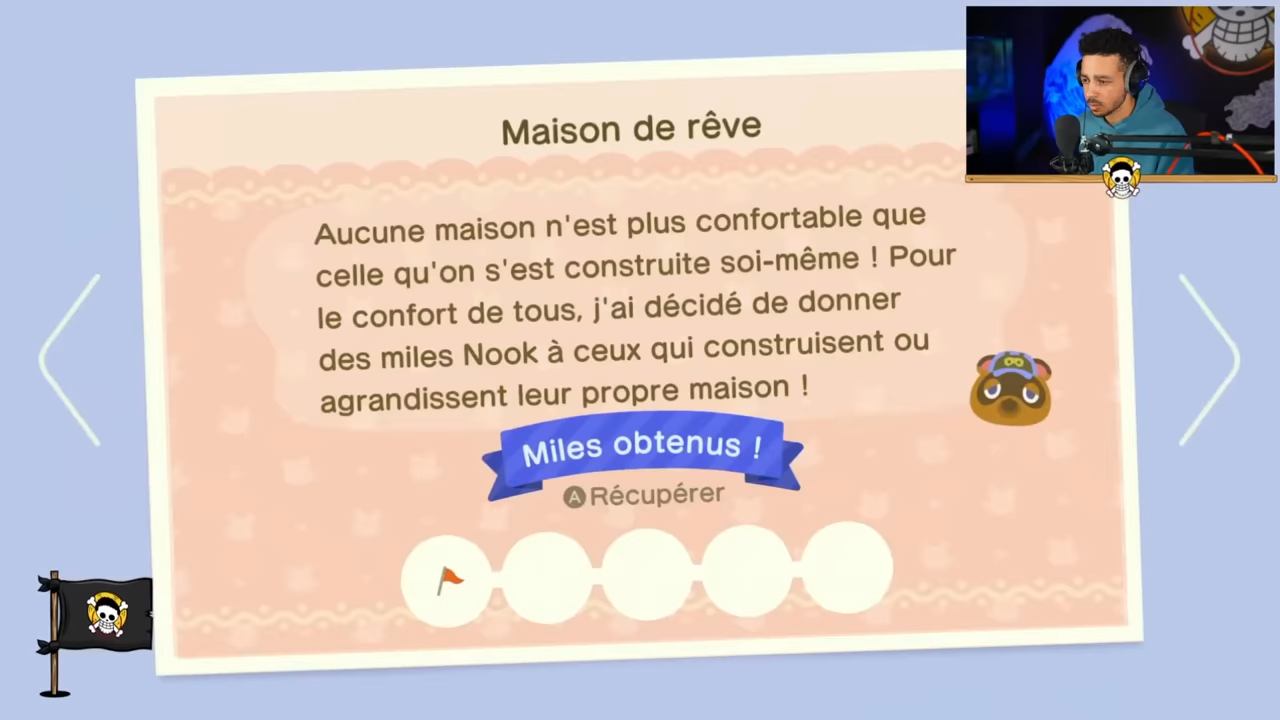 Maison de rêve
Aucune maison n'est plus confortable que
celle qu'on s'est construite soi-même ! Pour
le confort de tous, j'ai décidé de donner
des miles Nook à ceux qui construisent ou
agrandissent leur propre maison !
Miles obtenus !
A Récupérer